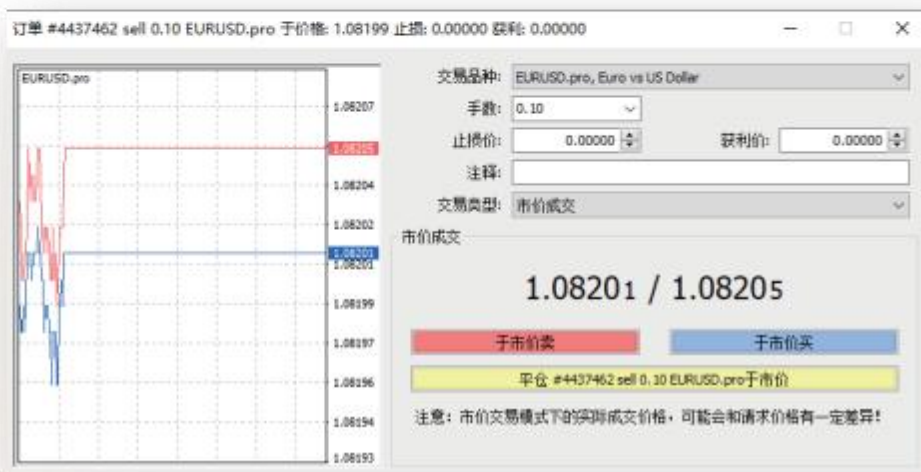 订单 #4437462 sell 0.10 EURUSD.pro 于价格: 1.08199 止损: 0.00000 获利: 0.00000
EURUSD.pro
1.08207
1.08205
1.08204
1.08202
1.08201
1.08201
1.08199
1.08197
1.08196
1.08194
1.08193
交易品种: EURUSD.pro, Euro vs US Dollar
手数: 0.10
止损价: 0.00000 获利价: 0.00000
注释:
交易类型: 市价成交
市价成交
1.08201 / 1.08205
于市价卖 于市价买
平仓 #4437462 sell 0.10 EURUSD.pro于市价
注意：市价交易模式下的实际成交价格，可能会和请求价格有一定差异！